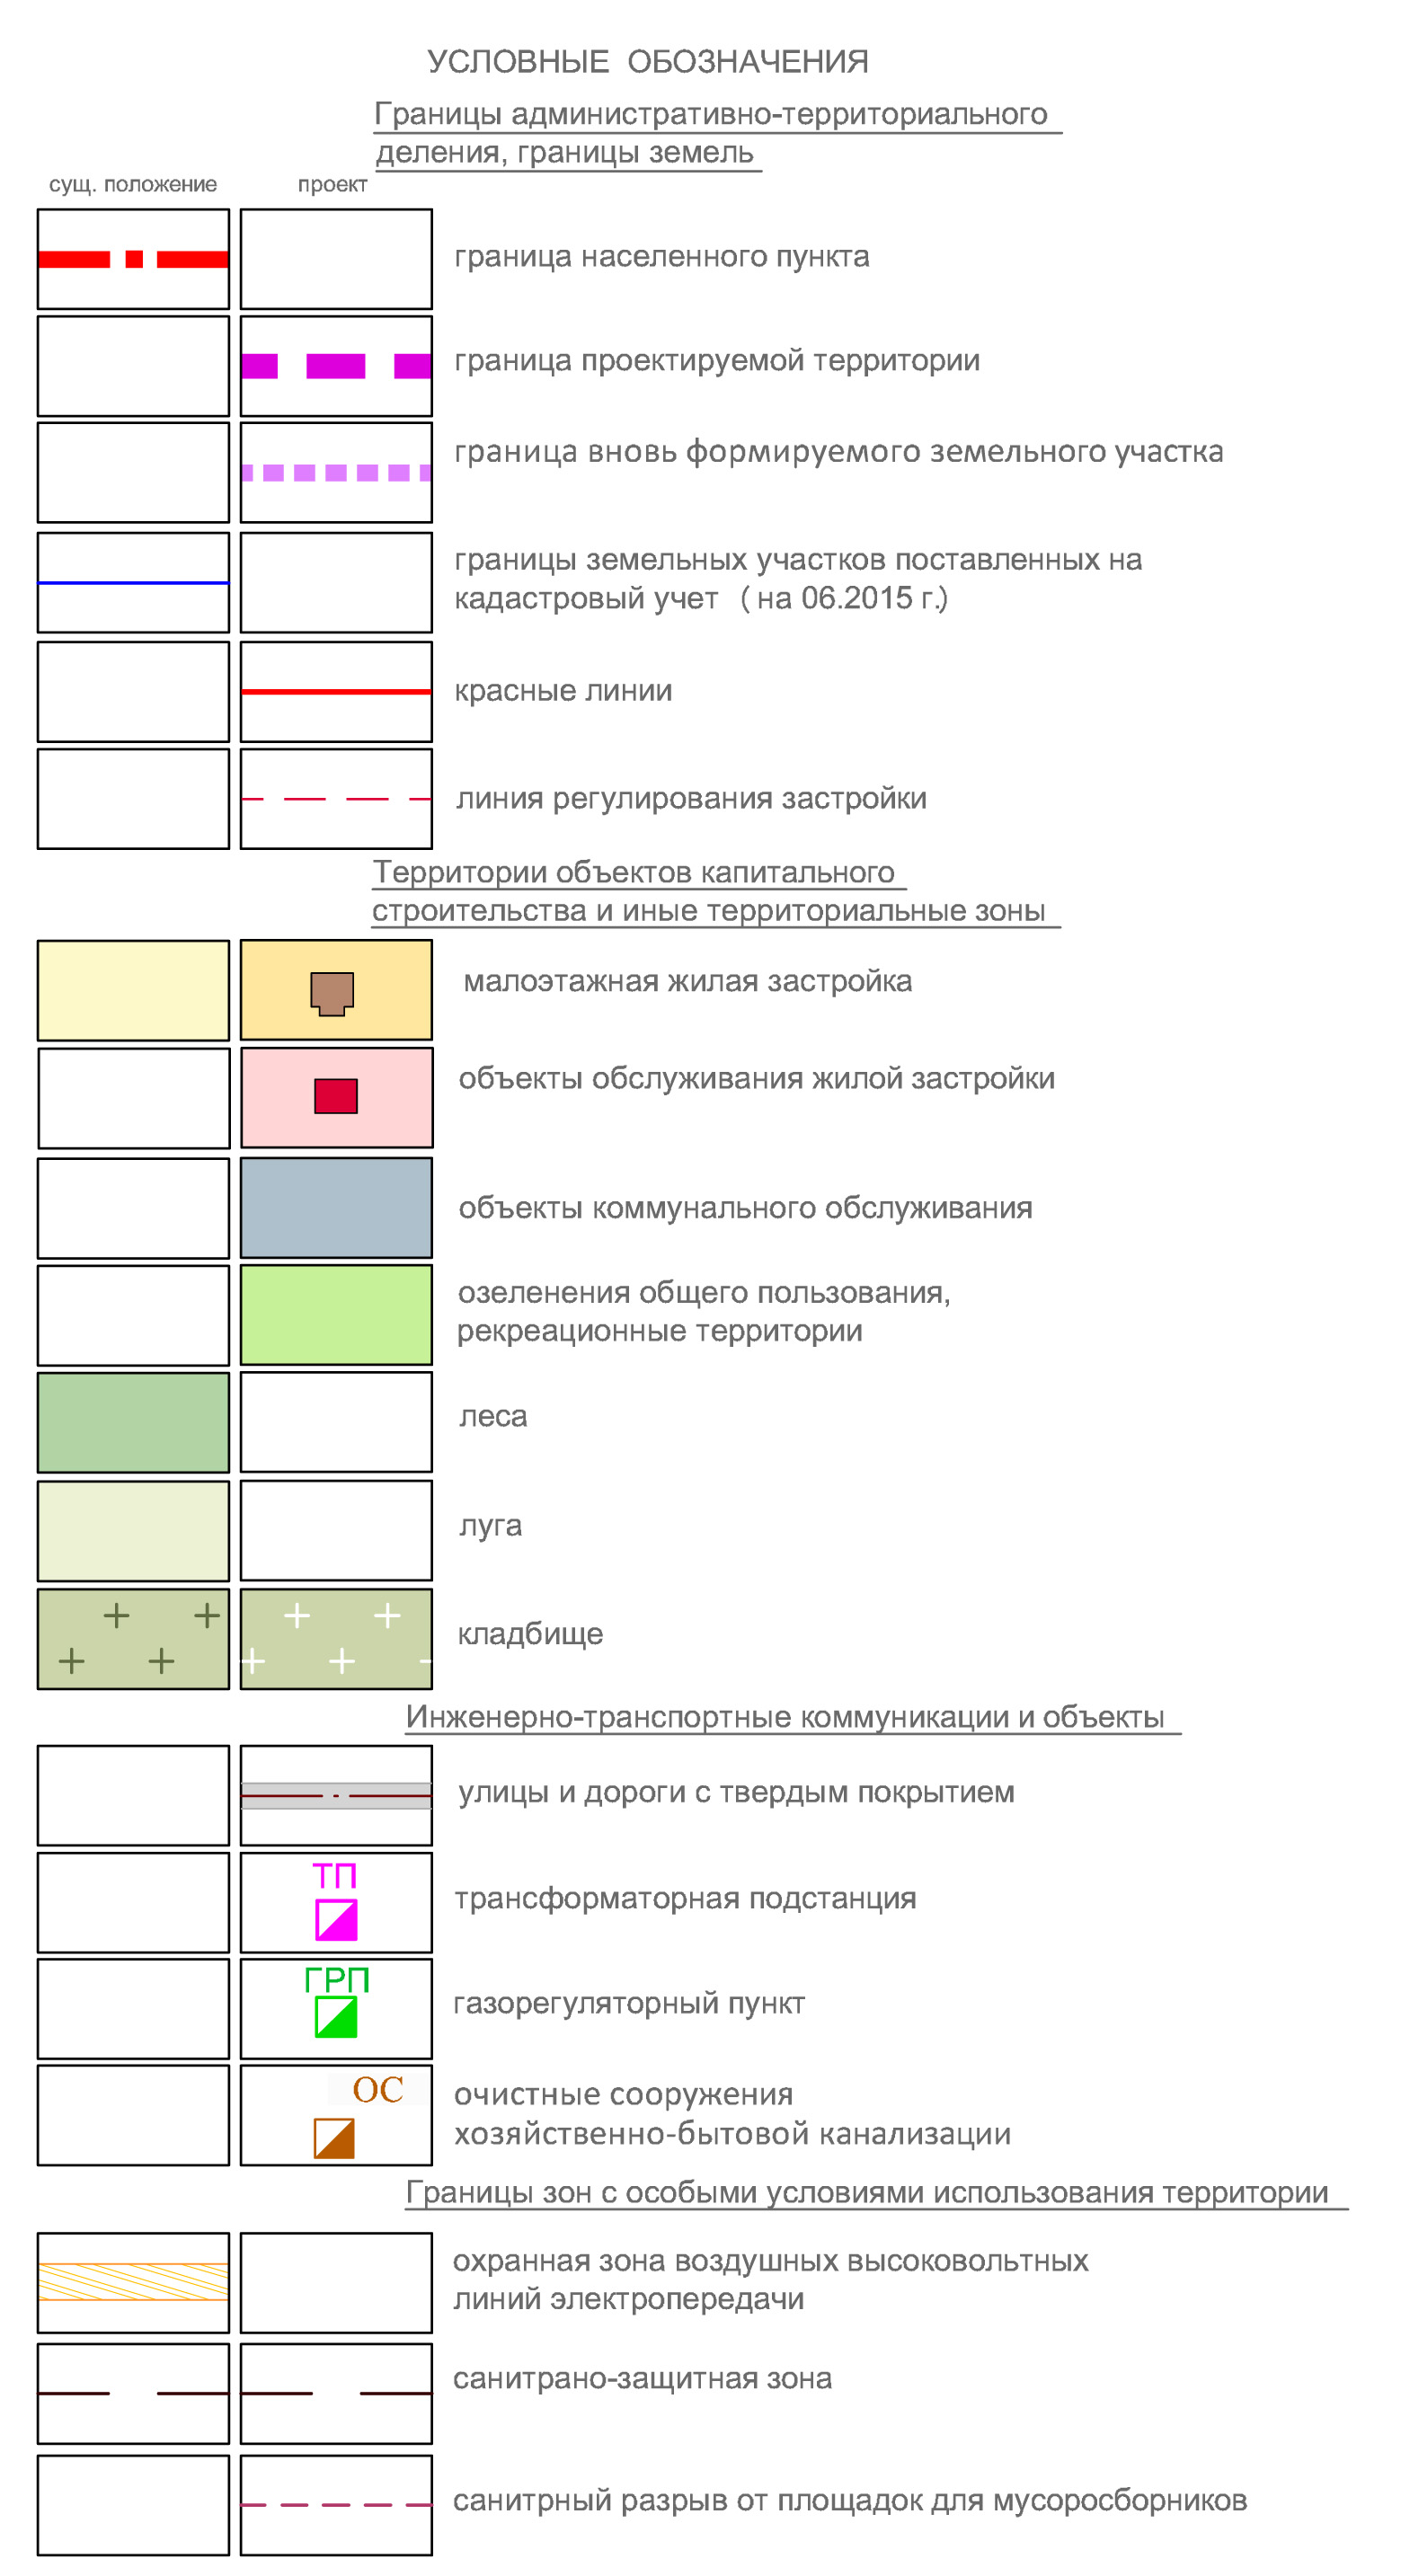 УСЛОВНЫЕ ОБОЗНАЧЕНИЯ
Границы административно-территориального
деления, границы земель
сущ. положение проект
граница населенного пункта
граница проектируемой территории
граница вновь формируемого земельного участка
границы земельных участков поставленных на
кадастровый учет ( на 06.2015 г.)
красные линии
линия регулирования застройки
Территории объектов капитального
строительства и иные территориальные зоны
малоэтажная жилая застройка
объекты обслуживания жилой застройки
объекты коммунального обслуживания
озеленения общего пользования,
рекреационные территории
леса
луга
кладбище
Инженерно-транспортные коммуникации и объекты
улицы и дороги с твердым покрытием
ТП
трансформаторная подстанция
ГРП
газорегуляторный пункт
ОС
очистные сооружения
хозяйственно-бытовой канализации
Границы зон с особыми условиями использования территории
охранная зона воздушных высоковольтных
линий электропередачи
санитрано-защитная зона
санитрный разрыв от площадок для мусоросборников